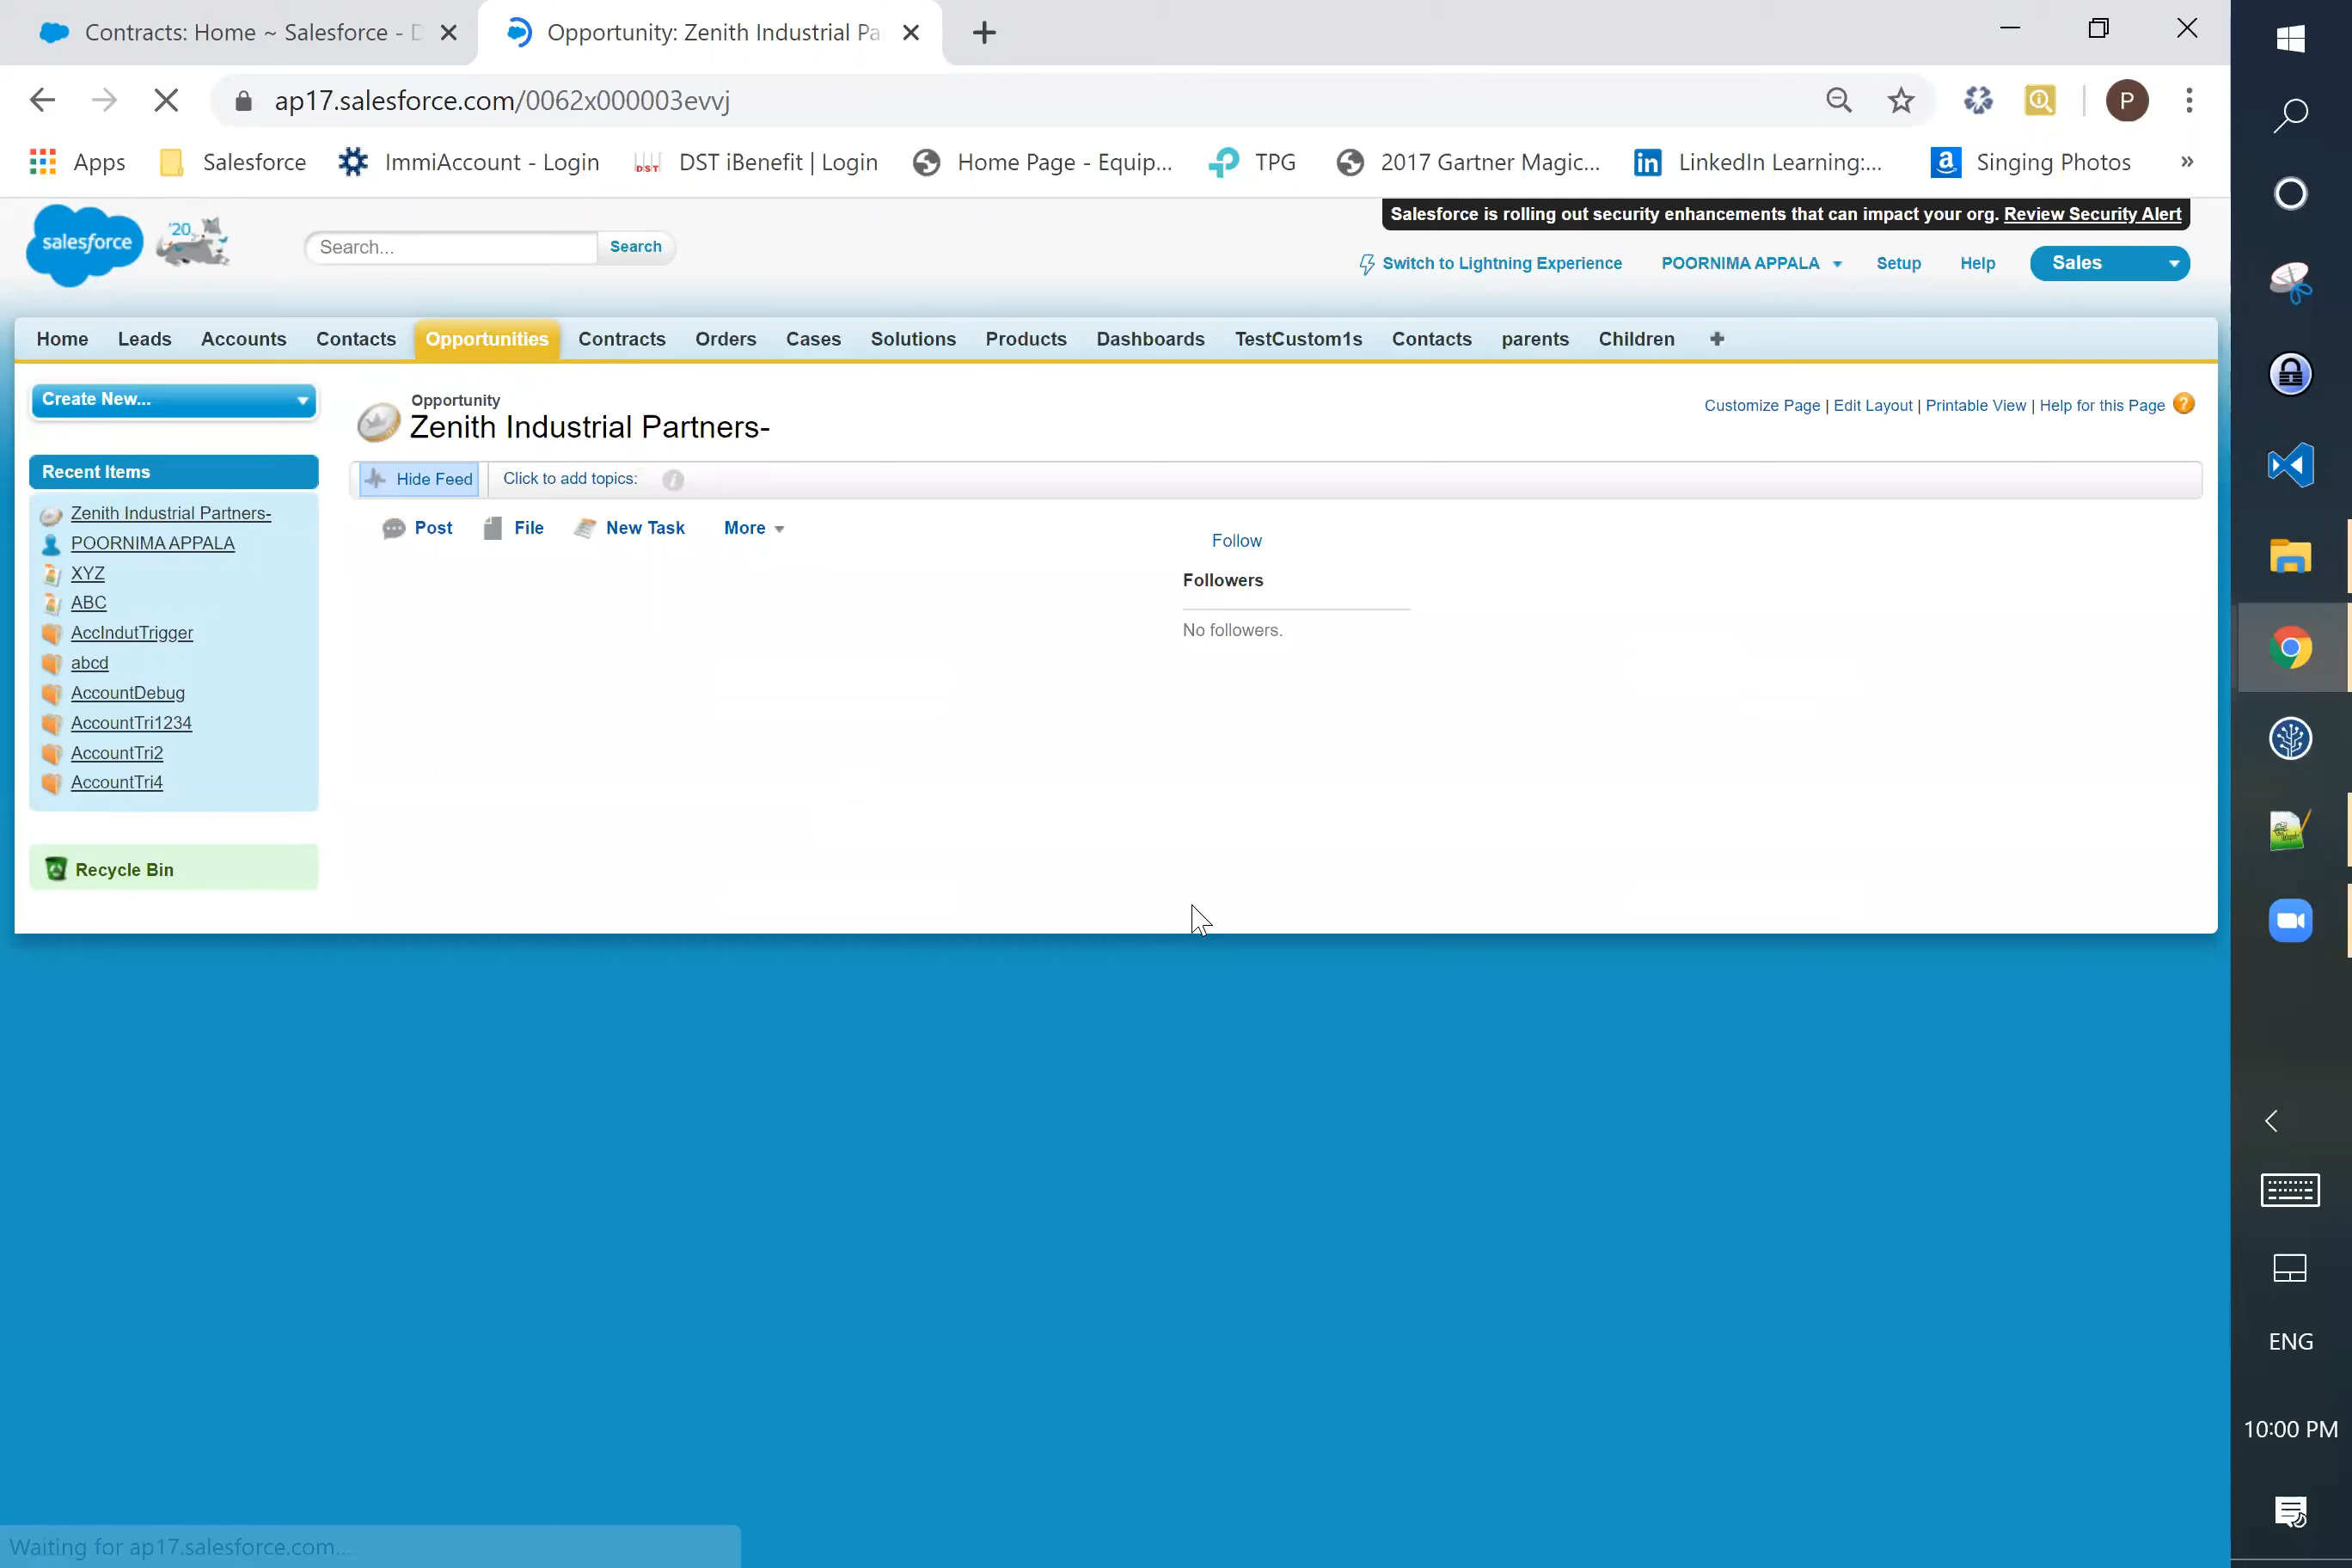 Contracts: Home ~ Salesforce - D
Opportunity: Zenith Industrial Pa
ap17.salesforce.com/0062x000003evvj
P
Apps
Salesforce
ImmiAccount - Login
DST
DST iBenefit | Login
Home Page - Equip...
TPG
2017 Gartner Magic...
in
LinkedIn Learning:...
a
Singing Photos
»
salesforce
'20
Search...
Search
Salesforce is rolling out security enhancements that can impact your org. Review Security Alert
Switch to Lightning Experience
POORNIMA APPALA
Setup
Help
Sales
Home
Leads
Accounts
Contacts
Opportunities
Contracts
Orders
Cases
Solutions
Products
Dashboards
TestCustom1s
Contacts
parents
Children
+
Create New...
Recent Items
Zenith Industrial Partners-
POORNIMA APPALA
XYZ
ABC
AccIndutTrigger
abcd
AccountDebug
AccountTri1234
AccountTri2
AccountTri4
Recycle Bin
Opportunity
Zenith Industrial Partners-
Customize Page | Edit Layout | Printable View | Help for this Page ?
Hide Feed
Click to add topics:
i
Post
File
New Task
More
Follow
Followers
No followers.
Waiting for ap17.salesforce.com...
ENG
10:00 PM